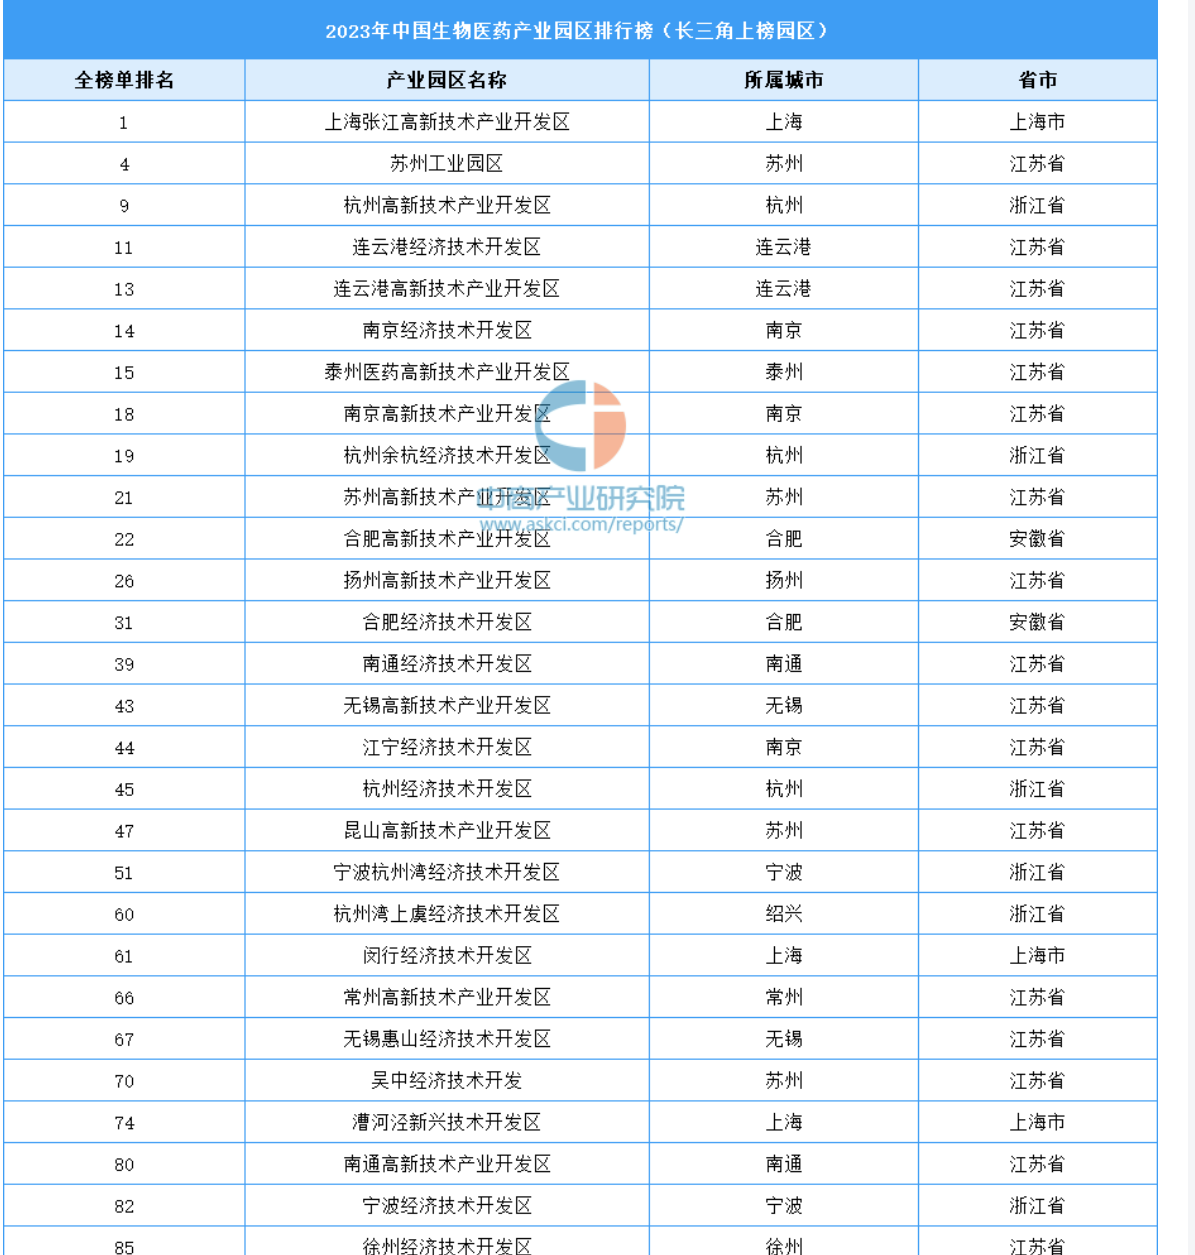 2023年中国生物医药产业园区排行榜（长三角上榜园区）
全榜单排名 产业园区名称 所属城市 省市
1 上海张江高新技术产业开发区 上海 上海市
4 苏州工业园区 苏州 江苏省
9 杭州高新技术产业开发区 杭州 浙江省
11 连云港经济技术开发区 连云港 江苏省
13 连云港高新技术产业开发区 连云港 江苏省
14 南京经济技术开发区 南京 江苏省
15 泰州医药高新技术产业开发区 泰州 江苏省
18 南京高新技术产业开发区 南京 江苏省
19 杭州余杭经济技术开发区 杭州 浙江省
21 苏州高新技术产业开发区 苏州 江苏省
中商产业研究院
www.askci.com/reports/
22 合肥高新技术产业开发区 合肥 安徽省
26 扬州高新技术产业开发区 扬州 江苏省
31 合肥经济技术开发区 合肥 安徽省
39 南通经济技术开发区 南通 江苏省
43 无锡高新技术产业开发区 无锡 江苏省
44 江宁经济技术开发区 南京 江苏省
45 杭州经济技术开发区 杭州 浙江省
47 昆山高新技术产业开发区 苏州 江苏省
51 宁波杭州湾经济技术开发区 宁波 浙江省
60 杭州湾上虞经济技术开发区 绍兴 浙江省
61 闵行经济技术开发区 上海 上海市
66 常州高新技术产业开发区 常州 江苏省
67 无锡惠山经济技术开发区 无锡 江苏省
70 吴中经济技术开发 苏州 江苏省
74 漕河泾新兴技术开发区 上海 上海市
80 南通高新技术产业开发区 南通 江苏省
82 宁波经济技术开发区 宁波 浙江省
85 徐州经济技术开发区 徐州 江苏省